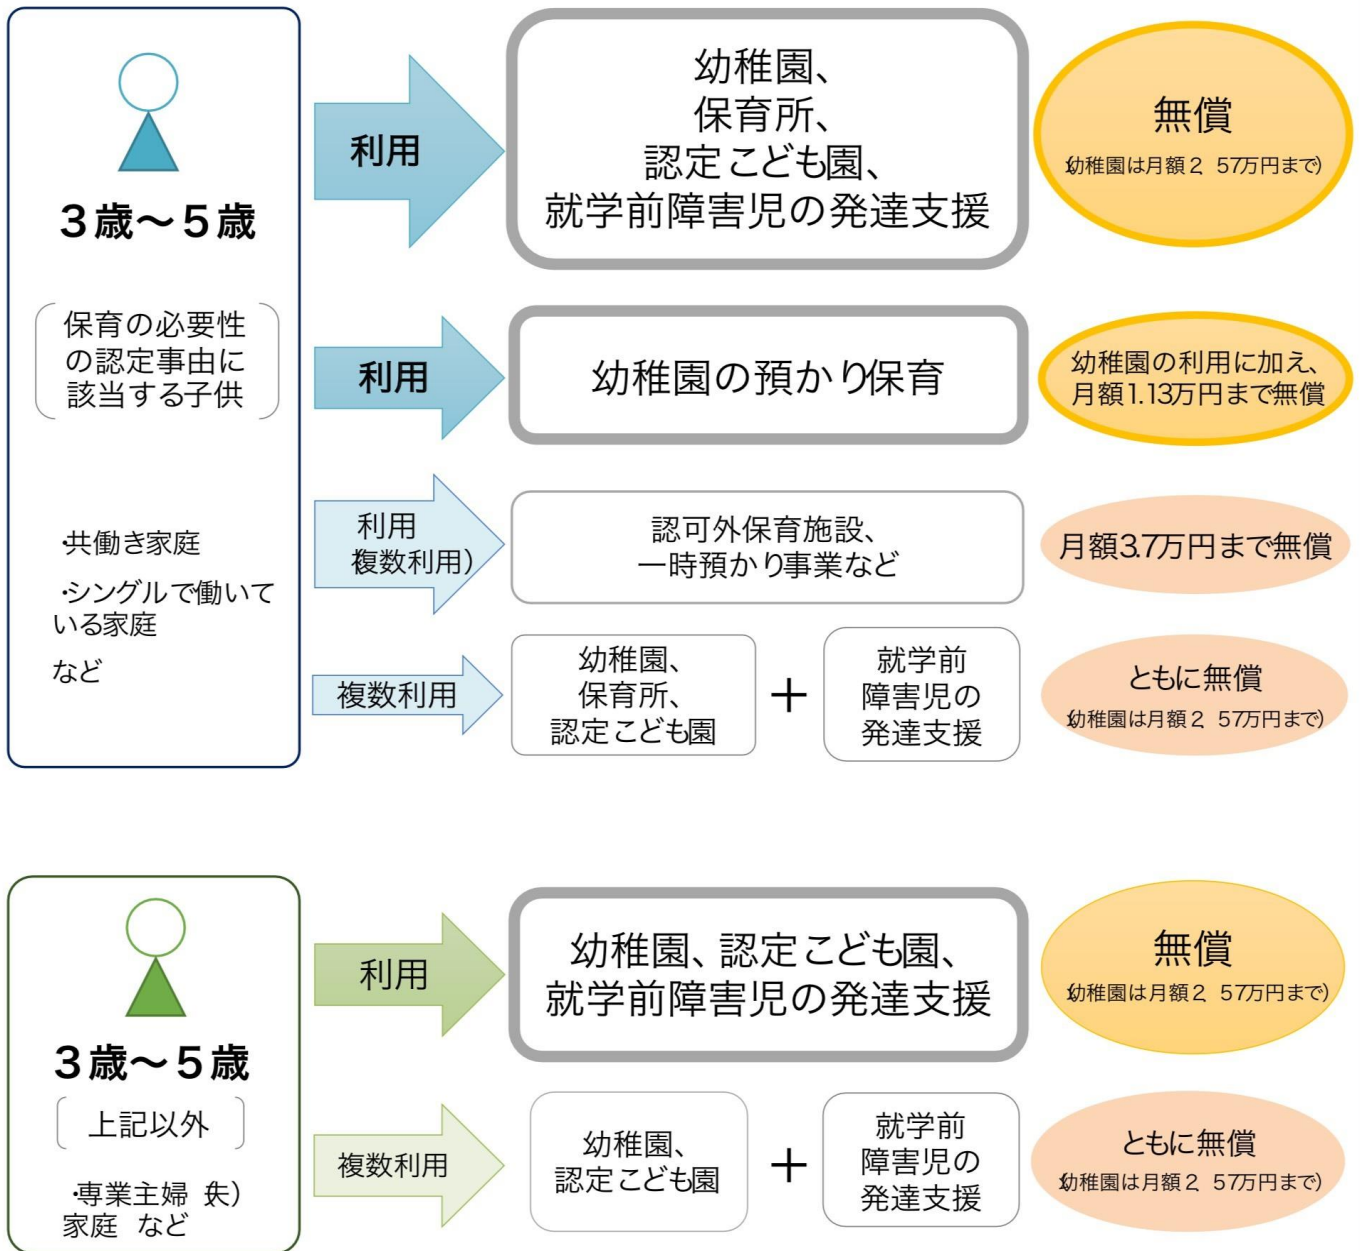 3歳～5歳
保育の必要性
の認定事由に
該当する子供
・共働き家庭
・シングルで働いて
いる家庭
など
利用
幼稚園、
保育所、
認定こども園、
就学前障害児の発達支援
無償
(幼稚園は月額2．57万円まで)
利用
幼稚園の預かり保育
幼稚園の利用に加え、
月額1.13万円まで無償
利用
(複数利用)
認可外保育施設、
一時預かり事業など
月額3.7万円まで無償
複数利用
幼稚園、
保育所、
認定こども園
＋
就学前
障害児の
発達支援
ともに無償
(幼稚園は月額2．57万円まで)
3歳～5歳
上記以外
・専業主婦(夫)
家庭 など
利用
幼稚園、認定こども園、
就学前障害児の発達支援
無償
(幼稚園は月額2．57万円まで)
複数利用
幼稚園、
認定こども園
＋
就学前
障害児の
発達支援
ともに無償
(幼稚園は月額2．57万円まで)